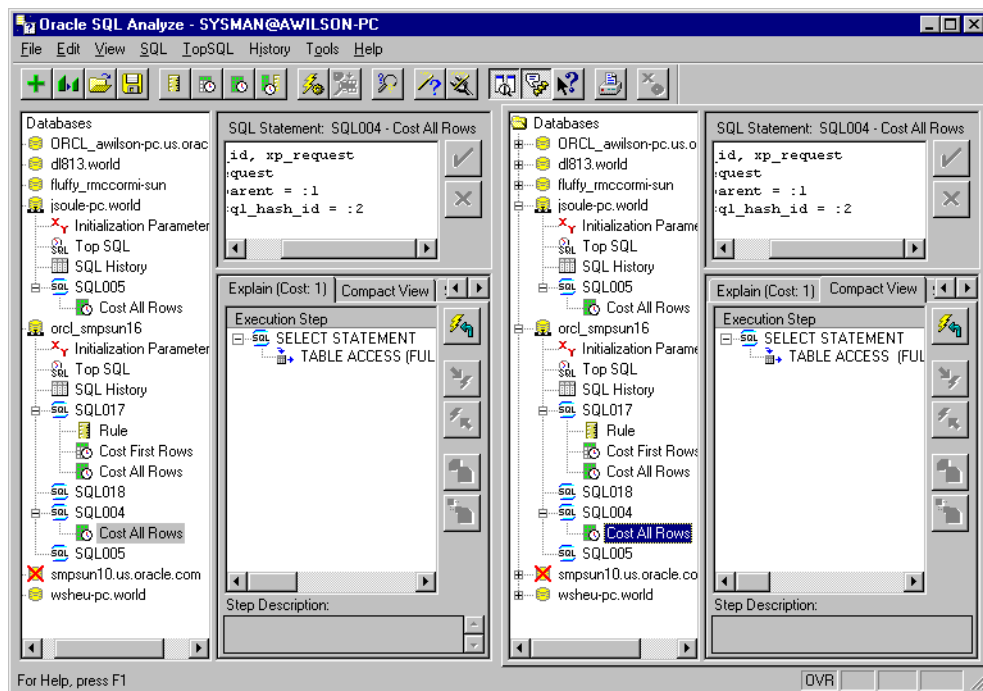 Oracle SQL Analyze - SYSMAN@AWILSON-PC
File Edit View SQL TopSQL History Tools Help
Databases
ORCL_awilson-pc.us.orac
dl813.world
fluffy_rmccormi-sun
jsoule-pc.world
Initialization Parameter
Top SQL
SQL History
SQL005
Cost All Rows
orcl_smpsun16
Initialization Parameter
Top SQL
SQL History
SQL017
Rule
Cost First Rows
Cost All Rows
SQL018
SQL004
Cost All Rows
SQL005
smpsun10.us.oracle.com
wsheu-pc.world
SQL Statement: SQL004 - Cost All Rows
_id, xp_request
quest
arent = :1
ql_hash_id = :2
Explain (Cost: 1) Compact View
Execution Step
SELECT STATEMENT
TABLE ACCESS (FUL
Step Description:
Databases
ORCL_awilson-pc.us.o
dl813.world
fluffy_rmccormi-sun
jsoule-pc.world
Initialization Parame
Top SQL
SQL History
SQL005
Cost All Rows
orcl_smpsun16
Initialization Parame
Top SQL
SQL History
SQL017
Rule
Cost First Rows
Cost All Rows
SQL018
SQL004
Cost All Rows
SQL005
smpsun10.us.oracle.co
wsheu-pc.world
SQL Statement: SQL004 - Cost All Rows
_id, xp_request
quest
arent = :1
ql_hash_id = :2
Explain (Cost: 1) Compact View
Execution Step
SELECT STATEMENT
TABLE ACCESS (FUL
Step Description:
For Help, press F1
OVR